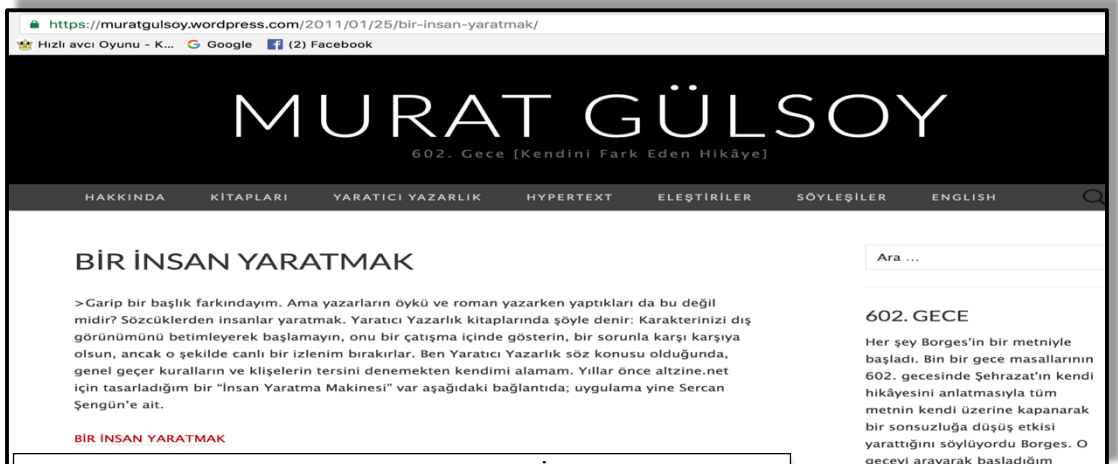 https://muratgulsoy.wordpress.com/2011/01/25/bir-insan-yaratmak/
Hızlı avcı Oyunu - K... Google (2) Facebook
MURAT GÜLSOY
602. Gece [Kendini Fark Eden Hikâye]
HAKKINDA KİTAPLARI YARATICI YAZARLIK HYPERTEXT ELEŞTİRİLER SÖYLEŞİLER ENGLISH
BİR İNSAN YARATMAK
>Garip bir başlık farkındayım. Ama yazarların öykü ve roman yazarken yaptıkları da bu değil
midir? Sözcüklerden insanlar yaratmak. Yaratıcı Yazarlık kitaplarında şöyle denir: Karakterinizi dış
görünümünü betimleyerek başlamayın, onu bir çatışma içinde gösterin, bir sorunla karşı karşıya
olsun, ancak o şekilde canlı bir izlenim bırakırlar. Ben Yaratıcı Yazarlık söz konusu olduğunda,
genel geçer kuralların ve klişelerin tersini denemekten kendimi alamam. Yıllar önce altzine.net
için tasarladığım bir “İnsan Yaratma Makinesi” var aşağıdaki bağlantıda; uygulama yine Sercan
Şengün’e ait.
BİR İNSAN YARATMAK
Ara ...
602. GECE
Her şey Borges’in bir metniyle
başladı. Bin bir gece masallarının
602. gecesinde Şehrazat’ın kendi
hikâyesini anlatmasıyla tüm
metnin kendi üzerine kapanarak
bir sonsuzluğa düşüş etkisi
yarattığını söylüyordu Borges. O
geceyi arayarak başladığım